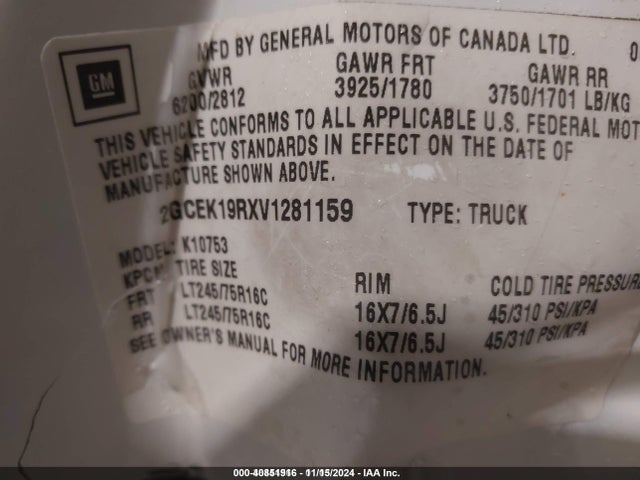 MFD BY GENERAL MOTORS OF CANADA LTD. 0
GM
GVWR GAWR FRT GAWR RR
6200/2812 3925/1780 3750/1701 LB/KG
THIS VEHICLE CONFORMS TO ALL APPLICABLE U.S. FEDERAL MOT
VEHICLE SAFETY STANDARDS IN EFFECT ON THE DATE OF
MANUFACTURE SHOWN ABOVE.
2GCEK19RXV1281159 TYPE: TRUCK
MODEL: K10753
KPCM TIRE SIZE RIM COLD TIRE PRESSURE
FRT LT245/75R16C 16X7/6.5J 45/310 PSI/KPA
RR LT245/75R16C 16X7/6.5J 45/310 PSI/KPA
SEE OWNER'S MANUAL FOR MORE INFORMATION.
11/15/2024 - IAA Inc.